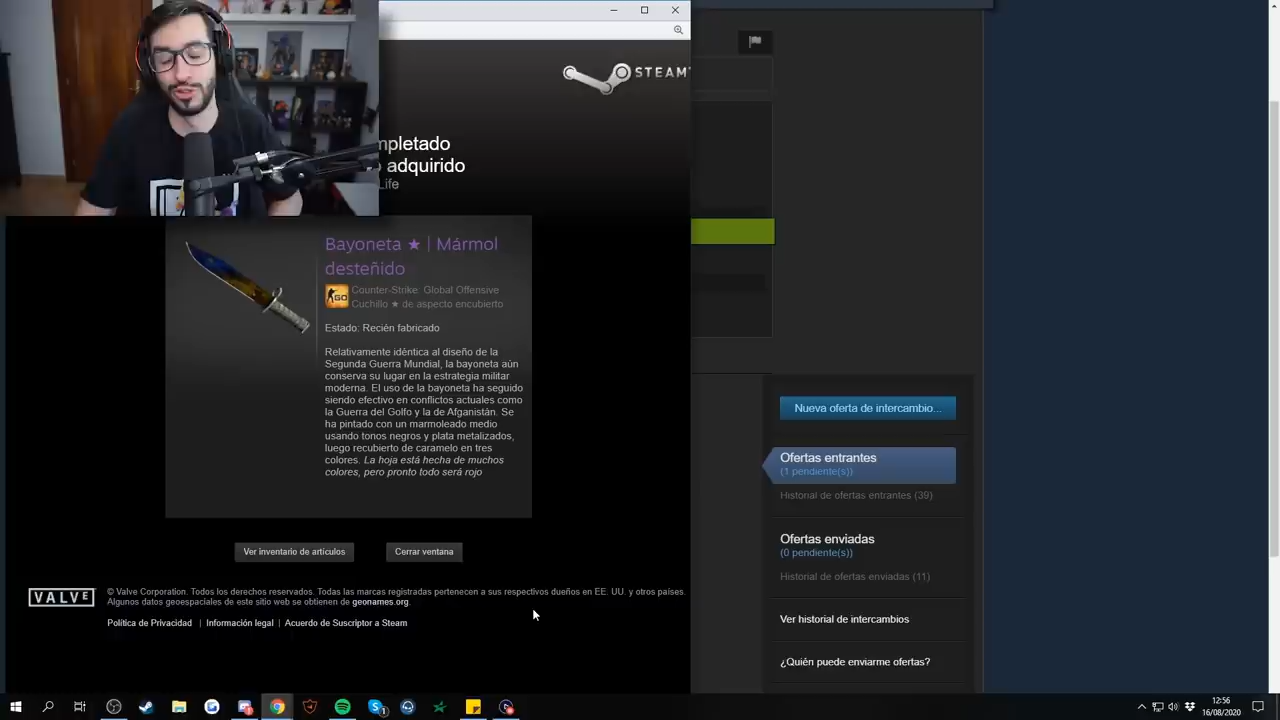 STEAM
mpletado
adquirido
Life
Bayoneta ★ | Mármol
desteñido
GO
Counter-Strike: Global Offensive
Cuchillo ★ de aspecto encubierto
Estado: Recién fabricado
Relativamente idéntica al diseño de la
Segunda Guerra Mundial, la bayoneta aún
conserva su lugar en la estrategia militar
moderna. El uso de la bayoneta ha seguido
siendo efectivo en conflictos actuales como
la Guerra del Golfo y la de Afganistán. Se
ha pintado con un marmoleado medio
usando tonos negros y plata metalizados,
luego recubierto de caramelo en tres
colores. La hoja está hecha de muchos
colores, pero pronto todo será rojo
Ver inventario de artículos
Cerrar ventana
VALVE
© Valve Corporation. Todos los derechos reservados. Todas las marcas registradas pertenecen a sus respectivos dueños en EE. UU. y otros países.
Algunos datos geoespaciales de este sitio web se obtienen de geonames.org.
Política de Privacidad | Información legal | Acuerdo de Suscriptor a Steam
Nueva oferta de intercambio...
Ofertas entrantes
(1 pendiente(s))
Historial de ofertas entrantes (39)
Ofertas enviadas
(0 pendiente(s))
Historial de ofertas enviadas (11)
Ver historial de intercambios
¿Quién puede enviarme ofertas?
12:56
16/08/2020